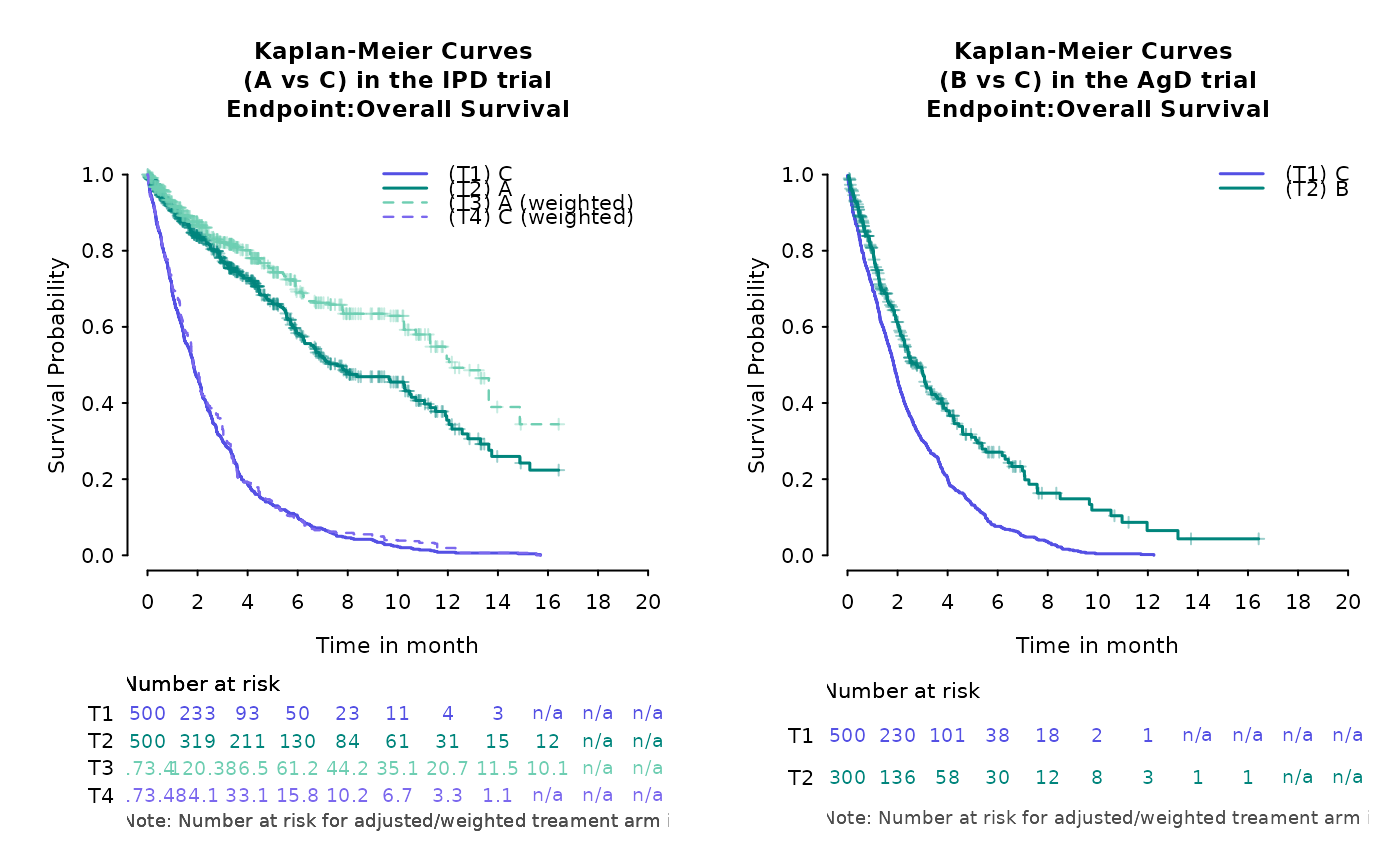 Kaplan-Meier Curves
(A vs C) in the IPD trial
Endpoint:Overall Survival
(T1) C
(T2) A
(T3) A (weighted)
(T4) C (weighted)
Survival Probability
1.0
0.8
0.6
0.4
0.2
0.0
0 2 4 6 8 10 12 14 16 18 20
Time in month
Number at risk
T1 500 233 93 50 23 11 4 3 n/a n/a n/a
T2 500 319 211 130 84 61 31 15 12 n/a n/a
T3 .73.4 120.3 86.5 61.2 44.2 35.1 20.7 11.5 10.1 n/a n/a
T4 .73.4 84.1 33.1 15.8 10.2 6.7 3.3 1.1 n/a n/a n/a
Note: Number at risk for adjusted/weighted treament arm i
Kaplan-Meier Curves
(B vs C) in the AgD trial
Endpoint:Overall Survival
(T1) C
(T2) B
Survival Probability
1.0
0.8
0.6
0.4
0.2
0.0
0 2 4 6 8 10 12 14 16 18 20
Time in month
Number at risk
T1 500 230 101 38 18 2 1 n/a n/a n/a n/a
T2 300 136 58 30 12 8 3 1 1 n/a n/a
Note: Number at risk for adjusted/weighted treament arm i